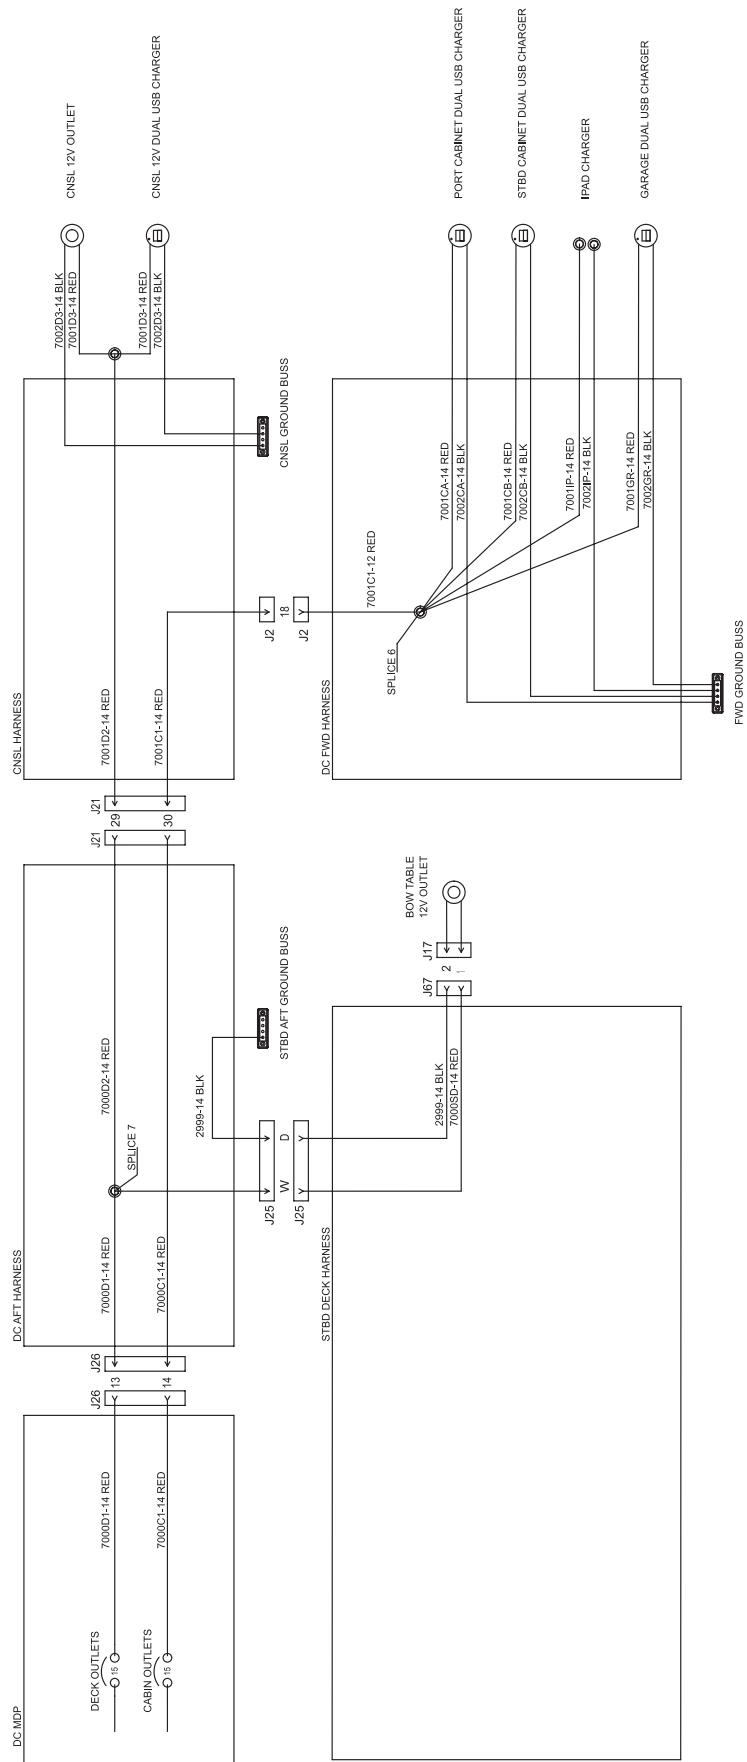 DC MDP
DECK OUTLETS
15
CABIN OUTLETS
15
7000D1-14 RED
7000C1-14 RED
J26
J26
13
14
DC AFT HARNESS
7000D1-14 RED
7000C1-14 RED
SPLICE 7
7000D2-14 RED
2999-14 BLK
STBD AFT GROUND BUSS
J25
J25
W
D
STBD DECK HARNESS
2999-14 BLK
7000SD-14 RED
J67
J17
2
1
BOW TABLE
12V OUTLET
J21
J21
29
30
CNSL HARNESS
7001D2-14 RED
7001C1-14 RED
CNSL GROUND BUSS
7002D3-14 BLK
7001D3-14 RED
7001D3-14 RED
7002D3-14 BLK
CNSL 12V OUTLET
CNSL 12V DUAL USB CHARGER
J2
J2
18
DC FWD HARNESS
SPLICE 6
7001C1-12 RED
7001CA-14 RED
7002CA-14 BLK
7001CB-14 RED
7002CB-14 BLK
7001IP-14 RED
7002IP-14 BLK
7001GR-14 RED
7002GR-14 BLK
FWD GROUND BUSS
PORT CABINET DUAL USB CHARGER
STBD CABINET DUAL USB CHARGER
IPAD CHARGER
GARAGE DUAL USB CHARGER